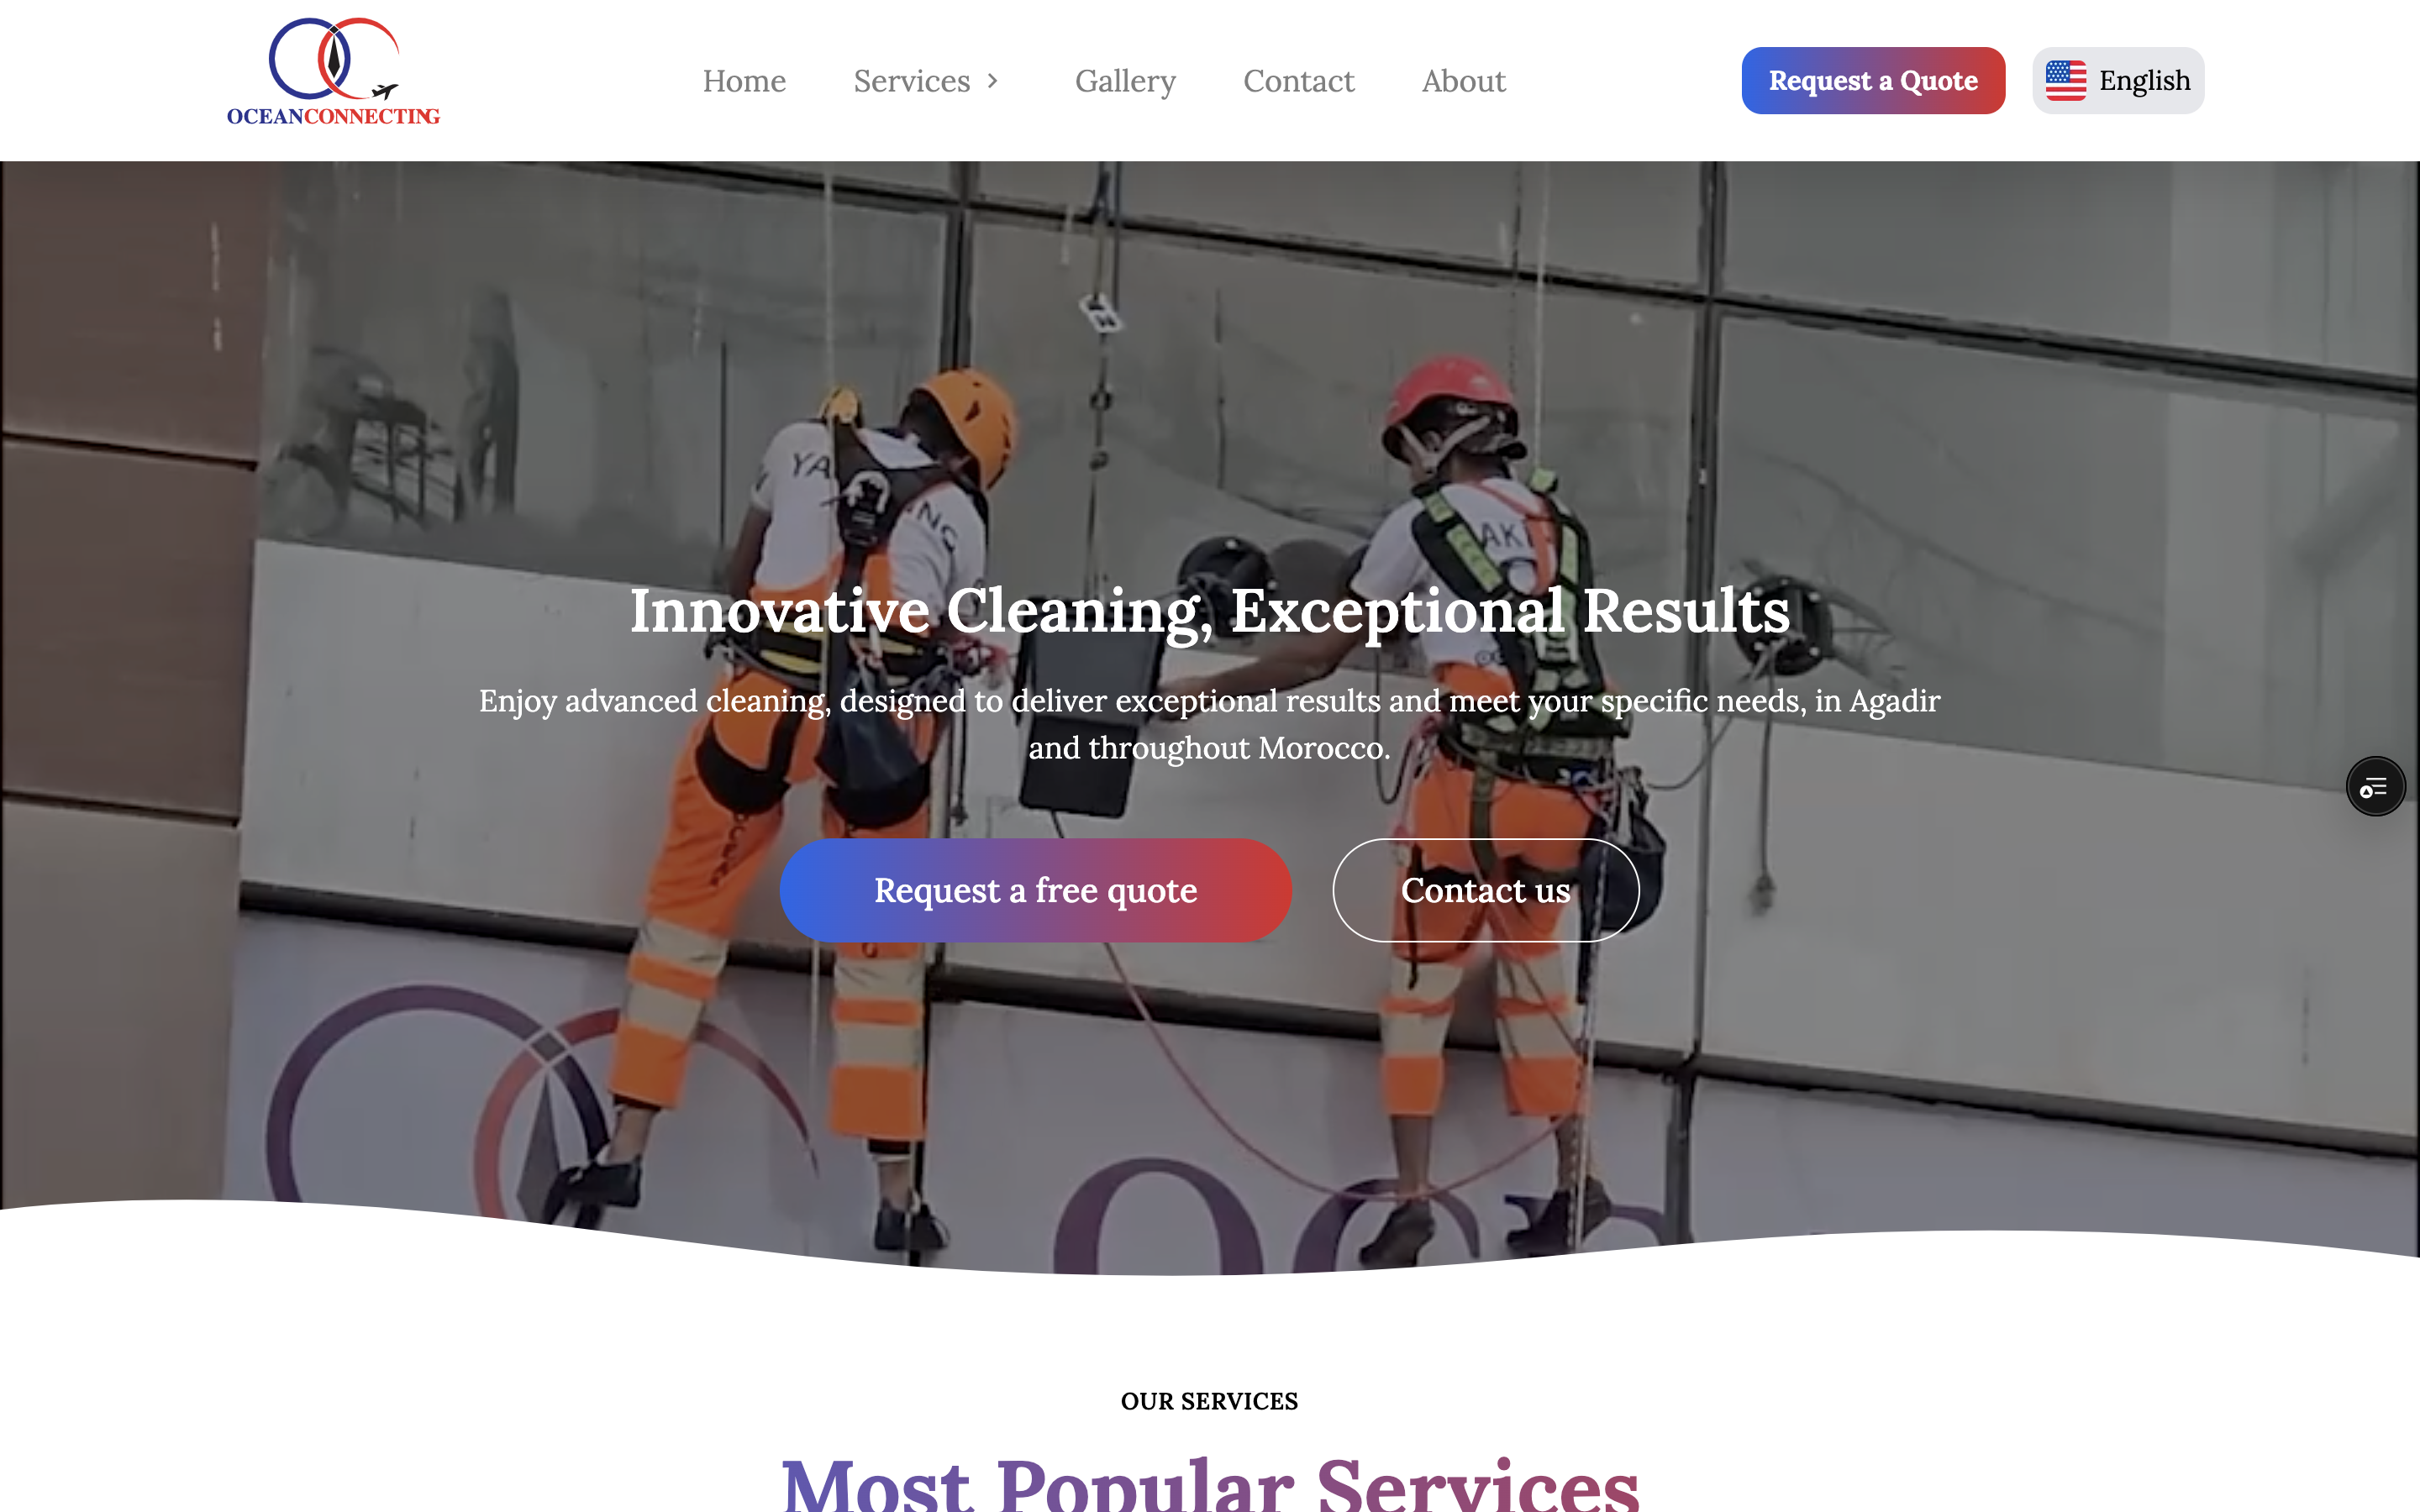 OCEANCONNECTING
Home
Services
Gallery
Contact
About
Request a Quote
English
Innovative Cleaning, Exceptional Results
Enjoy advanced cleaning, designed to deliver exceptional results and meet your specific needs, in Agadir
and throughout Morocco.
Request a free quote
Contact us
OUR SERVICES
Most Popular Services